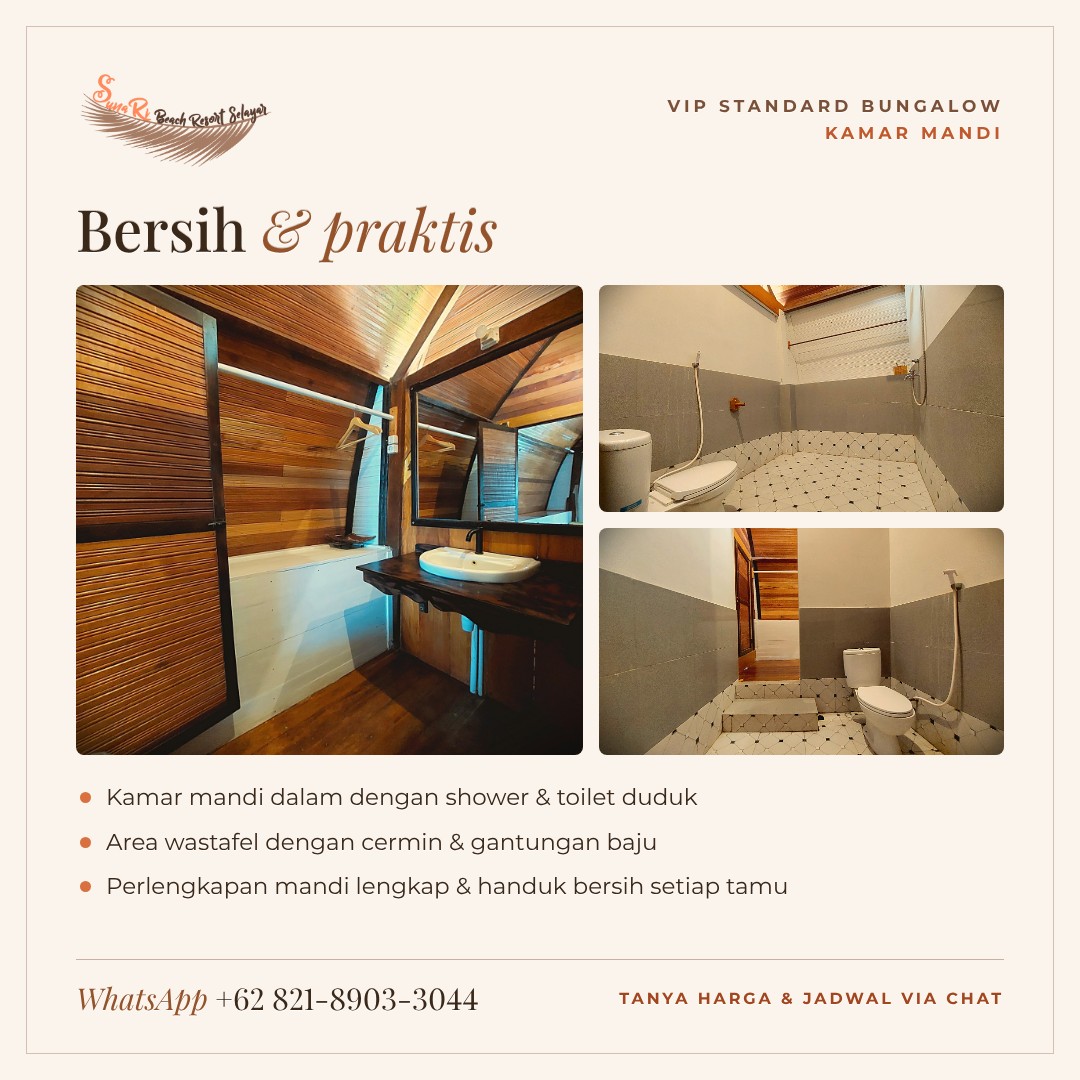 SunaRi Beach Resort Selayar
VIP STANDARD BUNGALOW
KAMAR MANDI
Bersih & praktis
Kamar mandi dalam dengan shower & toilet duduk
Area wastafel dengan cermin & gantungan baju
Perlengkapan mandi lengkap & handuk bersih setiap tamu
WhatsApp +62 821-8903-3044
TANYA HARGA & JADWAL VIA CHAT